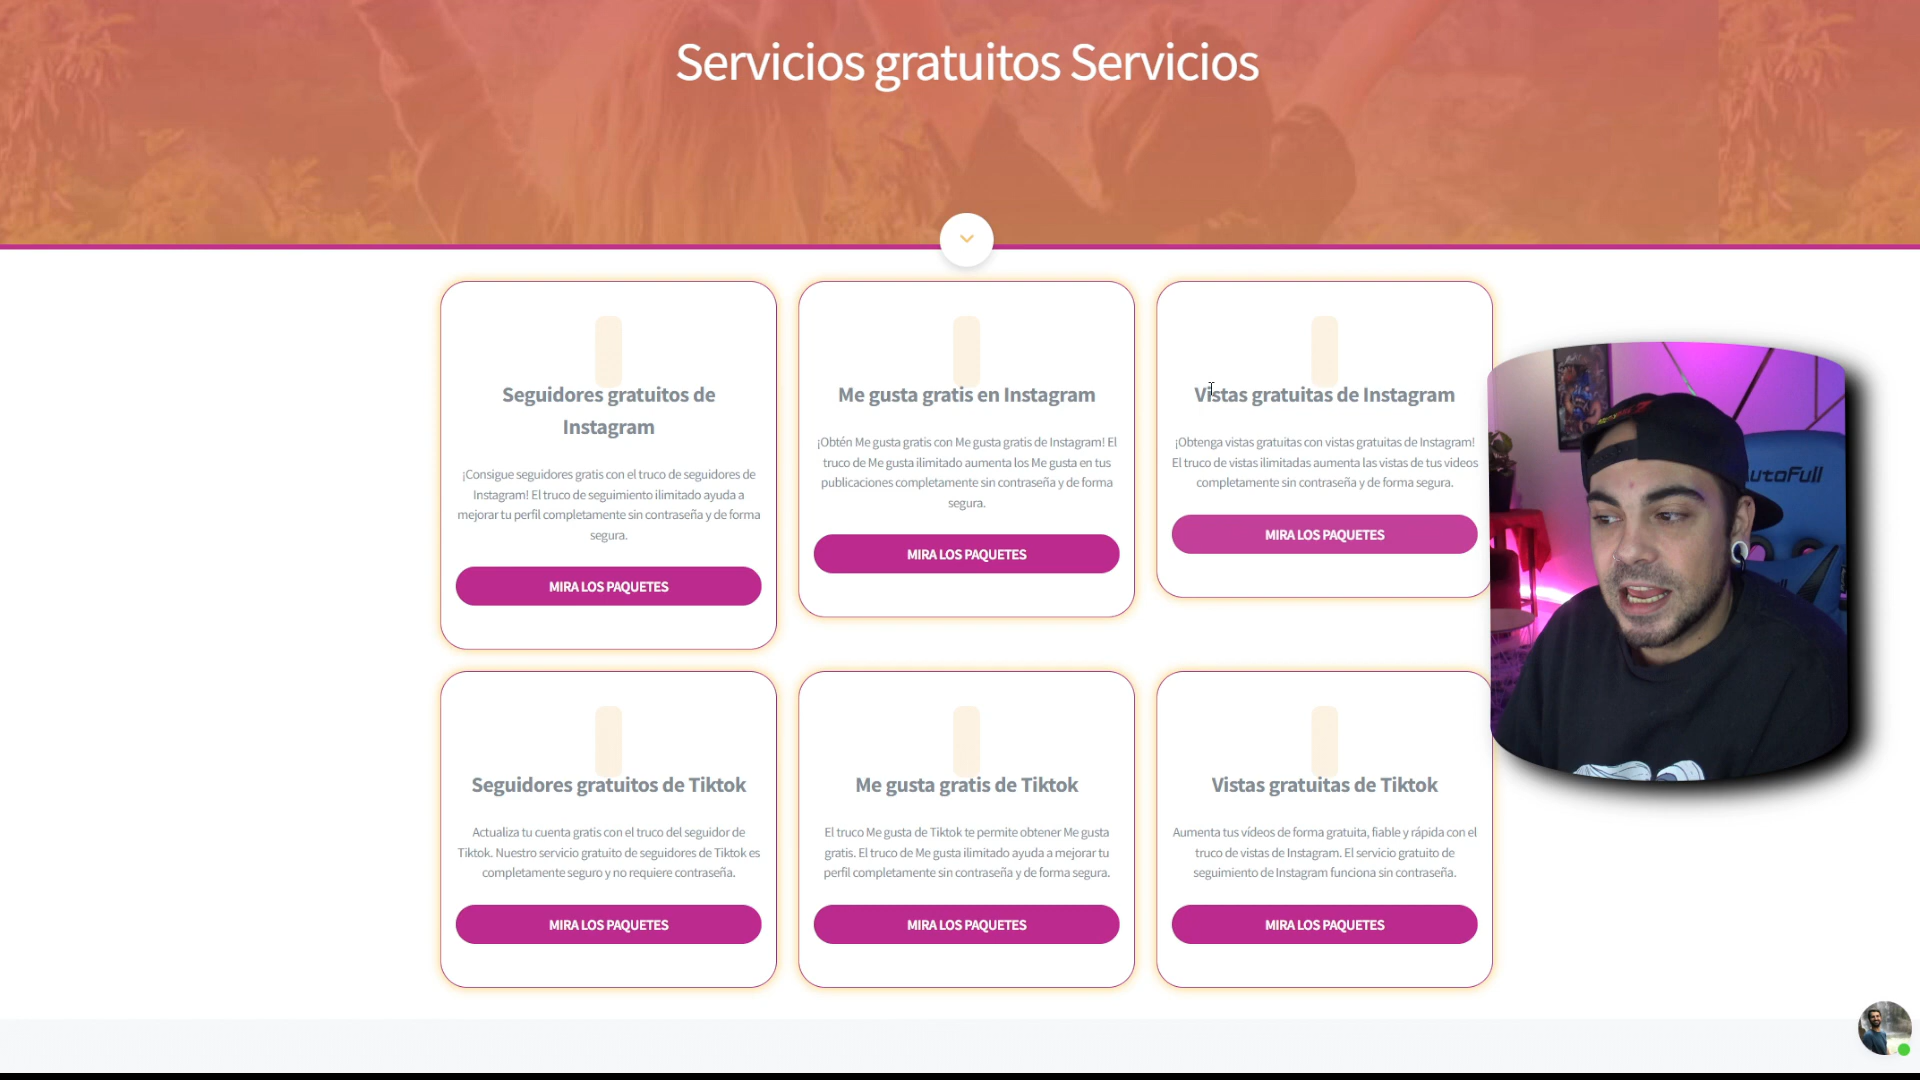 Servicios gratuitos Servicios
Seguidores gratuitos de
Instagram
¡Consigue seguidores gratis con el truco de seguidores de
Instagram! El truco de seguimiento ilimitado ayuda a
mejorar tu perfil completamente sin contraseña y de forma
segura.
MIRA LOS PAQUETES
Me gusta gratis en Instagram
¡Obtén Me gusta gratis con Me gusta gratis de Instagram! El
truco de Me gusta ilimitado aumenta los Me gusta en tus
publicaciones completamente sin contraseña y de forma
segura.
MIRA LOS PAQUETES
Vistas gratuitas de Instagram
¡Obtenga vistas gratuitas con vistas gratuitas de Instagram!
El truco de vistas ilimitadas aumenta las vistas de tus videos
completamente sin contraseña y de forma segura.
MIRA LOS PAQUETES
utoFull
Seguidores gratuitos de Tiktok
Actualiza tu cuenta gratis con el truco del seguidor de
Tiktok. Nuestro servicio gratuito de seguidores de Tiktok es
completamente seguro y no requiere contraseña.
MIRA LOS PAQUETES
Me gusta gratis de Tiktok
El truco Me gusta de Tiktok te permite obtener Me gusta
gratis. El truco de Me gusta ilimitado ayuda a mejorar tu
perfil completamente sin contraseña y de forma segura.
MIRA LOS PAQUETES
Vistas gratuitas de Tiktok
Aumenta tus vídeos de forma gratuita, fiable y rápida con el
truco de vistas de Instagram. El servicio gratuito de
seguimiento de Instagram funciona sin contraseña.
MIRA LOS PAQUETES